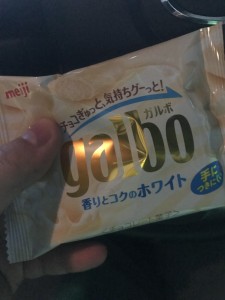 meiji
チョコぎゅっと、気持ちグーっと!
ガルボ
galbo
香りとコクのホワイト
手に
つきにくい